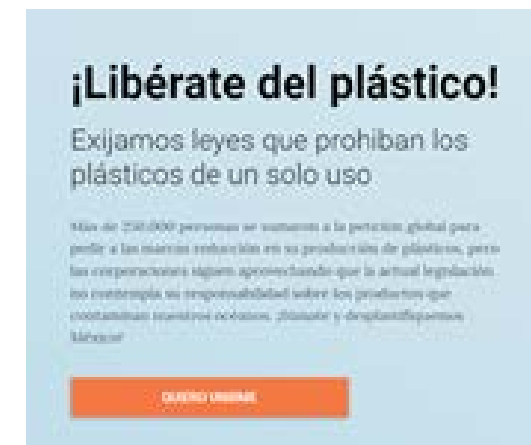 ¡Libérate del plástico!
Exijamos leyes que prohiban los
plásticos de un solo uso
Más de 250.000 personas se sumaron a la petición global para
pedir a las marcas reducción en su producción de plásticos, pero
las corporaciones siguen aprovechando que la actual legislación
no contempla su responsabilidad sobre los productos que
contaminan nuestros océanos. ¡Súmate y desplastifiquemos
México!
QUIERO UNIRME